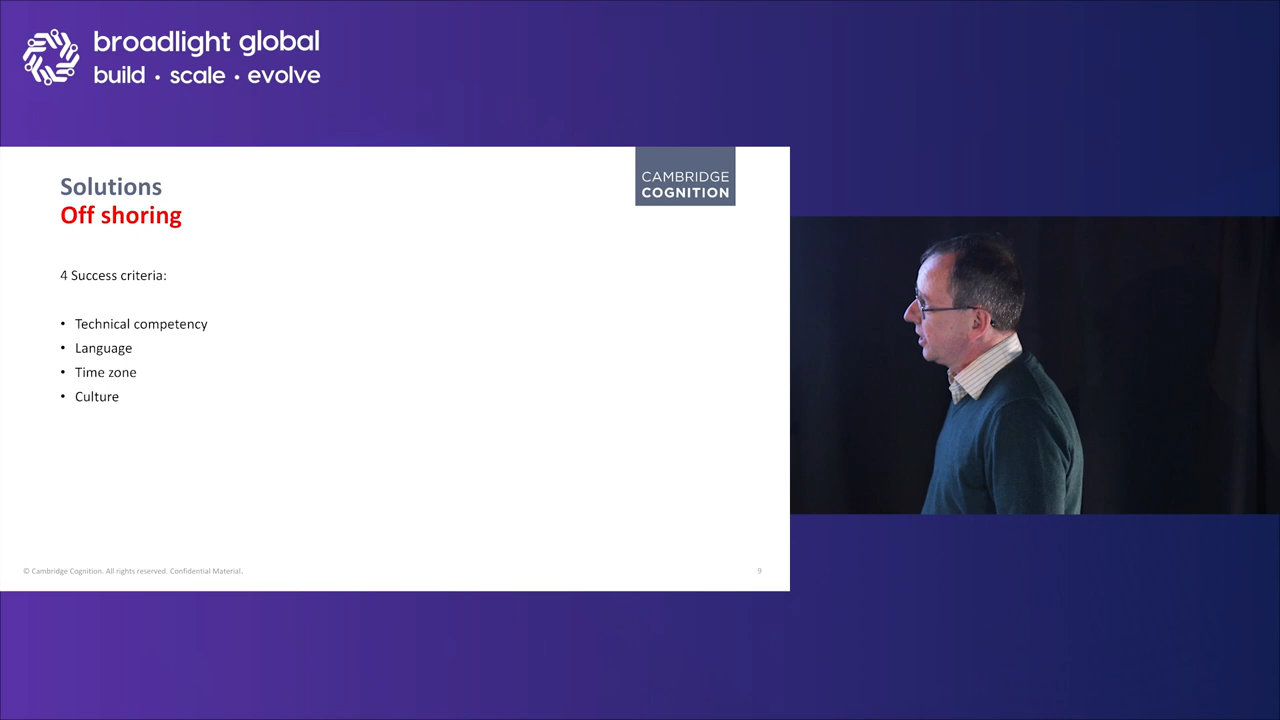 broadlight global
build • scale • evolve
CAMBRIDGE
COGNITION
Solutions
Off shoring
4 Success criteria:
• Technical competency
• Language
• Time zone
• Culture
© Cambridge Cognition. All rights reserved. Confidential Material.
9